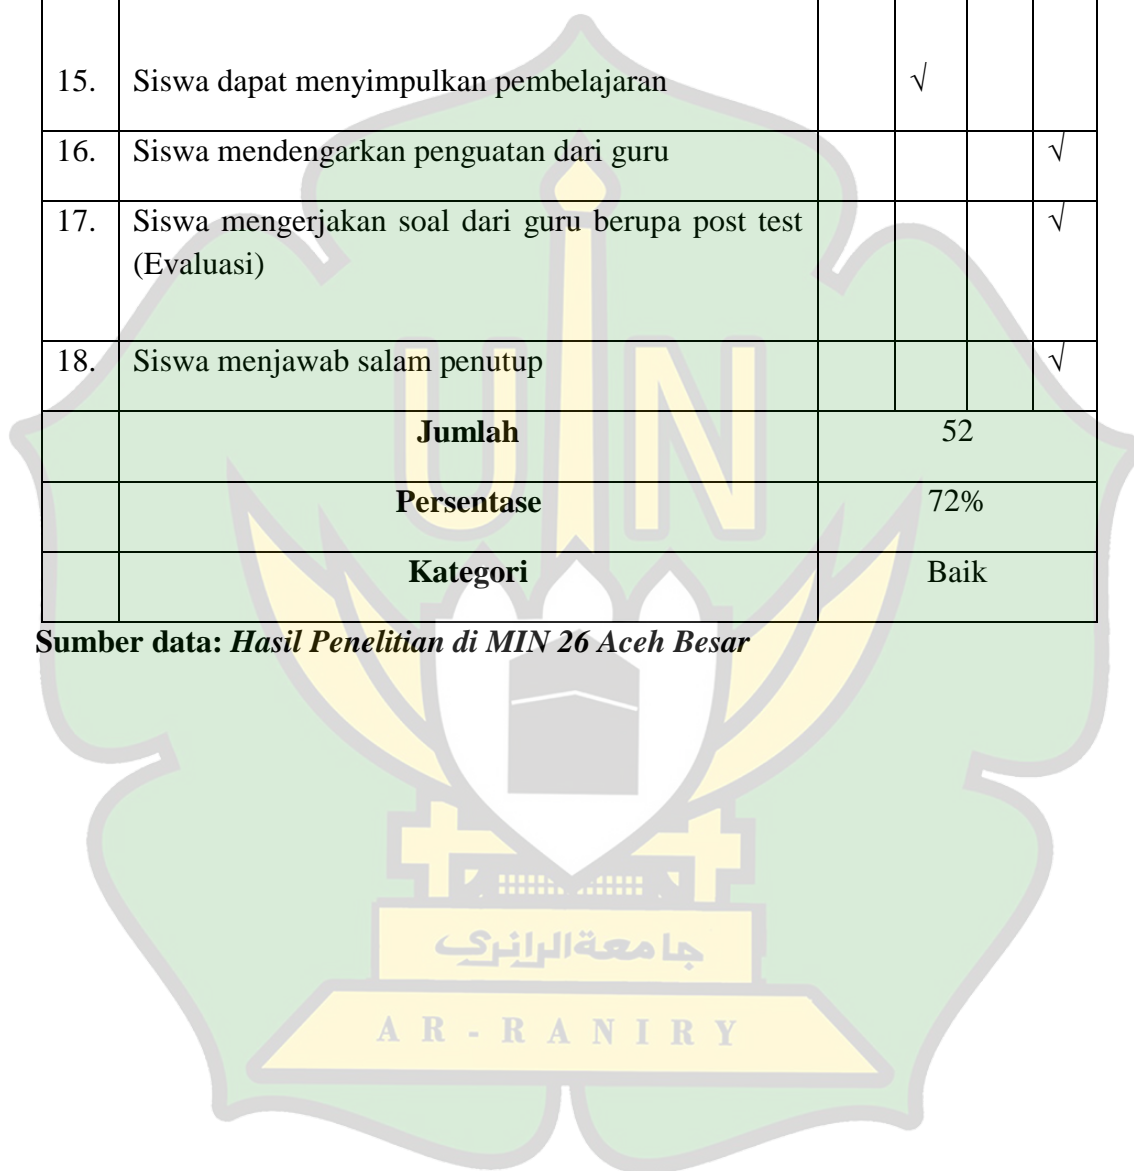 15. Siswa dapat menyimpulkan pembelajaran √
16. Siswa mendengarkan penguatan dari guru √
17. Siswa mengerjakan soal dari guru berupa post test √
(Evaluasi)
18. Siswa menjawab salam penutup √
Jumlah 52
Persentase 72%
Kategori Baik
Sumber data: Hasil Penelitian di MIN 26 Aceh Besar
UIN
جامعةالرانري
AR-RANIRY